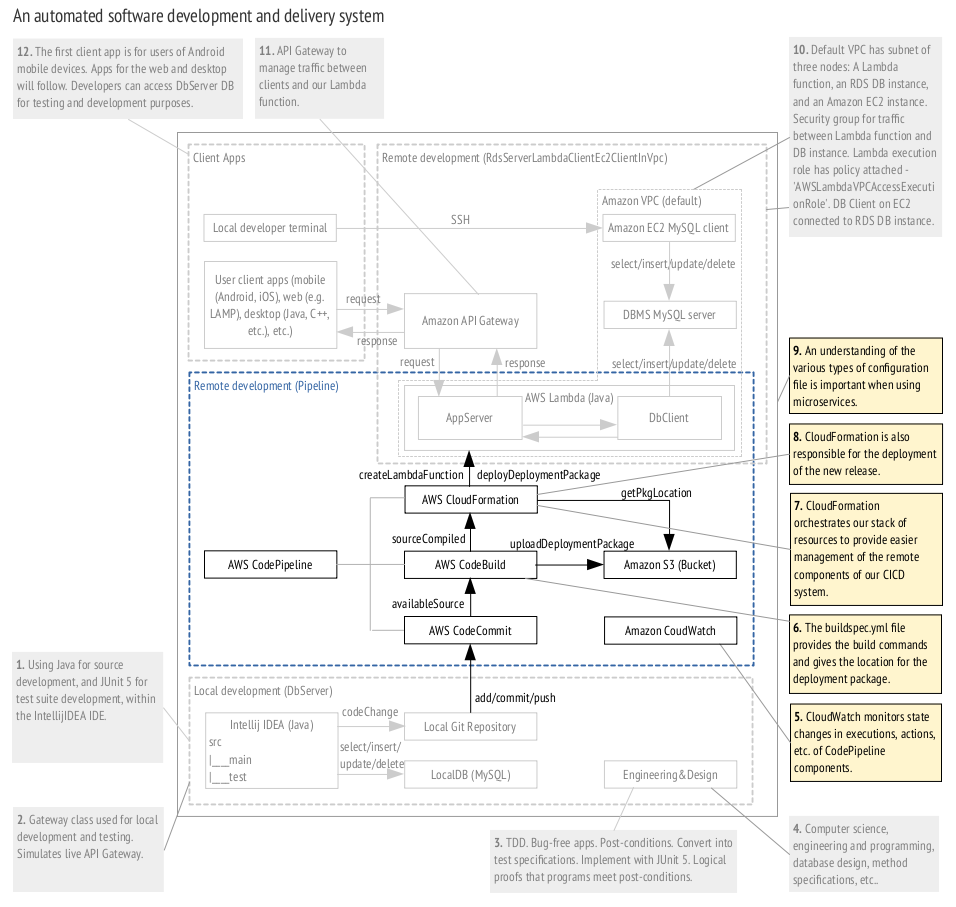 An automated software development and delivery system
12. The first client app is for users of Android
mobile devices. Apps for the web and desktop
will follow. Developers can access DbServer DB
for testing and development purposes.
11. API Gateway to
manage traffic between
clients and our Lambda
function.
10. Default VPC has subnet of
three nodes: A Lambda
function, an RDS DB instance,
and an Amazon EC2 instance.
Security group for traffic
between Lambda function and
DB instance. Lambda execution
role has policy attached -
'AWSLambdaVPCAccessExecuti
onRole'. DB Client on EC2
connected to RDS DB instance.
Client Apps
Remote development (RdsServerLambdaClientEc2ClientInVpc)
Amazon VPC (default)
Local developer terminal
SSH
Amazon EC2 MySQL client
select/insert/update/delete
User client apps (mobile
(Android, iOS), web (e.g.
LAMP), desktop (Java, C++,
etc.), etc.)
request
response
Amazon API Gateway
DBMS MySQL server
request
response
select/insert/update/delete
Remote development (Pipeline)
AWS Lambda (Java)
AppServer
DbClient
9. An understanding of the
various types of configuration
file is important when using
microservices.
createLambdaFunction
deployDeploymentPackage
8. CloudFormation is also
responsible for the deployment
of the new release.
AWS CloudFormation
getPkgLocation
7. CloudFormation
orchestrates our stack of
resources to provide easier
management of the remote
components of our CICD
system.
sourceCompiled
uploadDeploymentPackage
AWS CodePipeline
AWS CodeBuild
Amazon S3 (Bucket)
availableSource
AWS CodeCommit
Amazon CoudWatch
6. The buildspec.yml file
provides the build commands
and gives the location for the
deployment package.
1. Using Java for source
development, and JUnit 5 for
test suite development, within
the IntellijIDEA IDE.
Local development (DbServer)
add/commit/push
Intellij IDEA (Java)
src
|____main
|____test
codeChange
Local Git Repository
select/insert/
update/delete
LocalDB (MySQL)
Engineering&Design
5. CloudWatch monitors state
changes in executions, actions,
etc. of CodePipeline
components.
2. Gateway class used for local
development and testing.
Simulates live API Gateway.
3. TDD. Bug-free apps. Post-conditions. Convert into
test specifications. Implement with JUnit 5. Logical
proofs that programs meet post-conditions.
4. Computer science,
engineering and programming,
database design, method
specifications, etc..